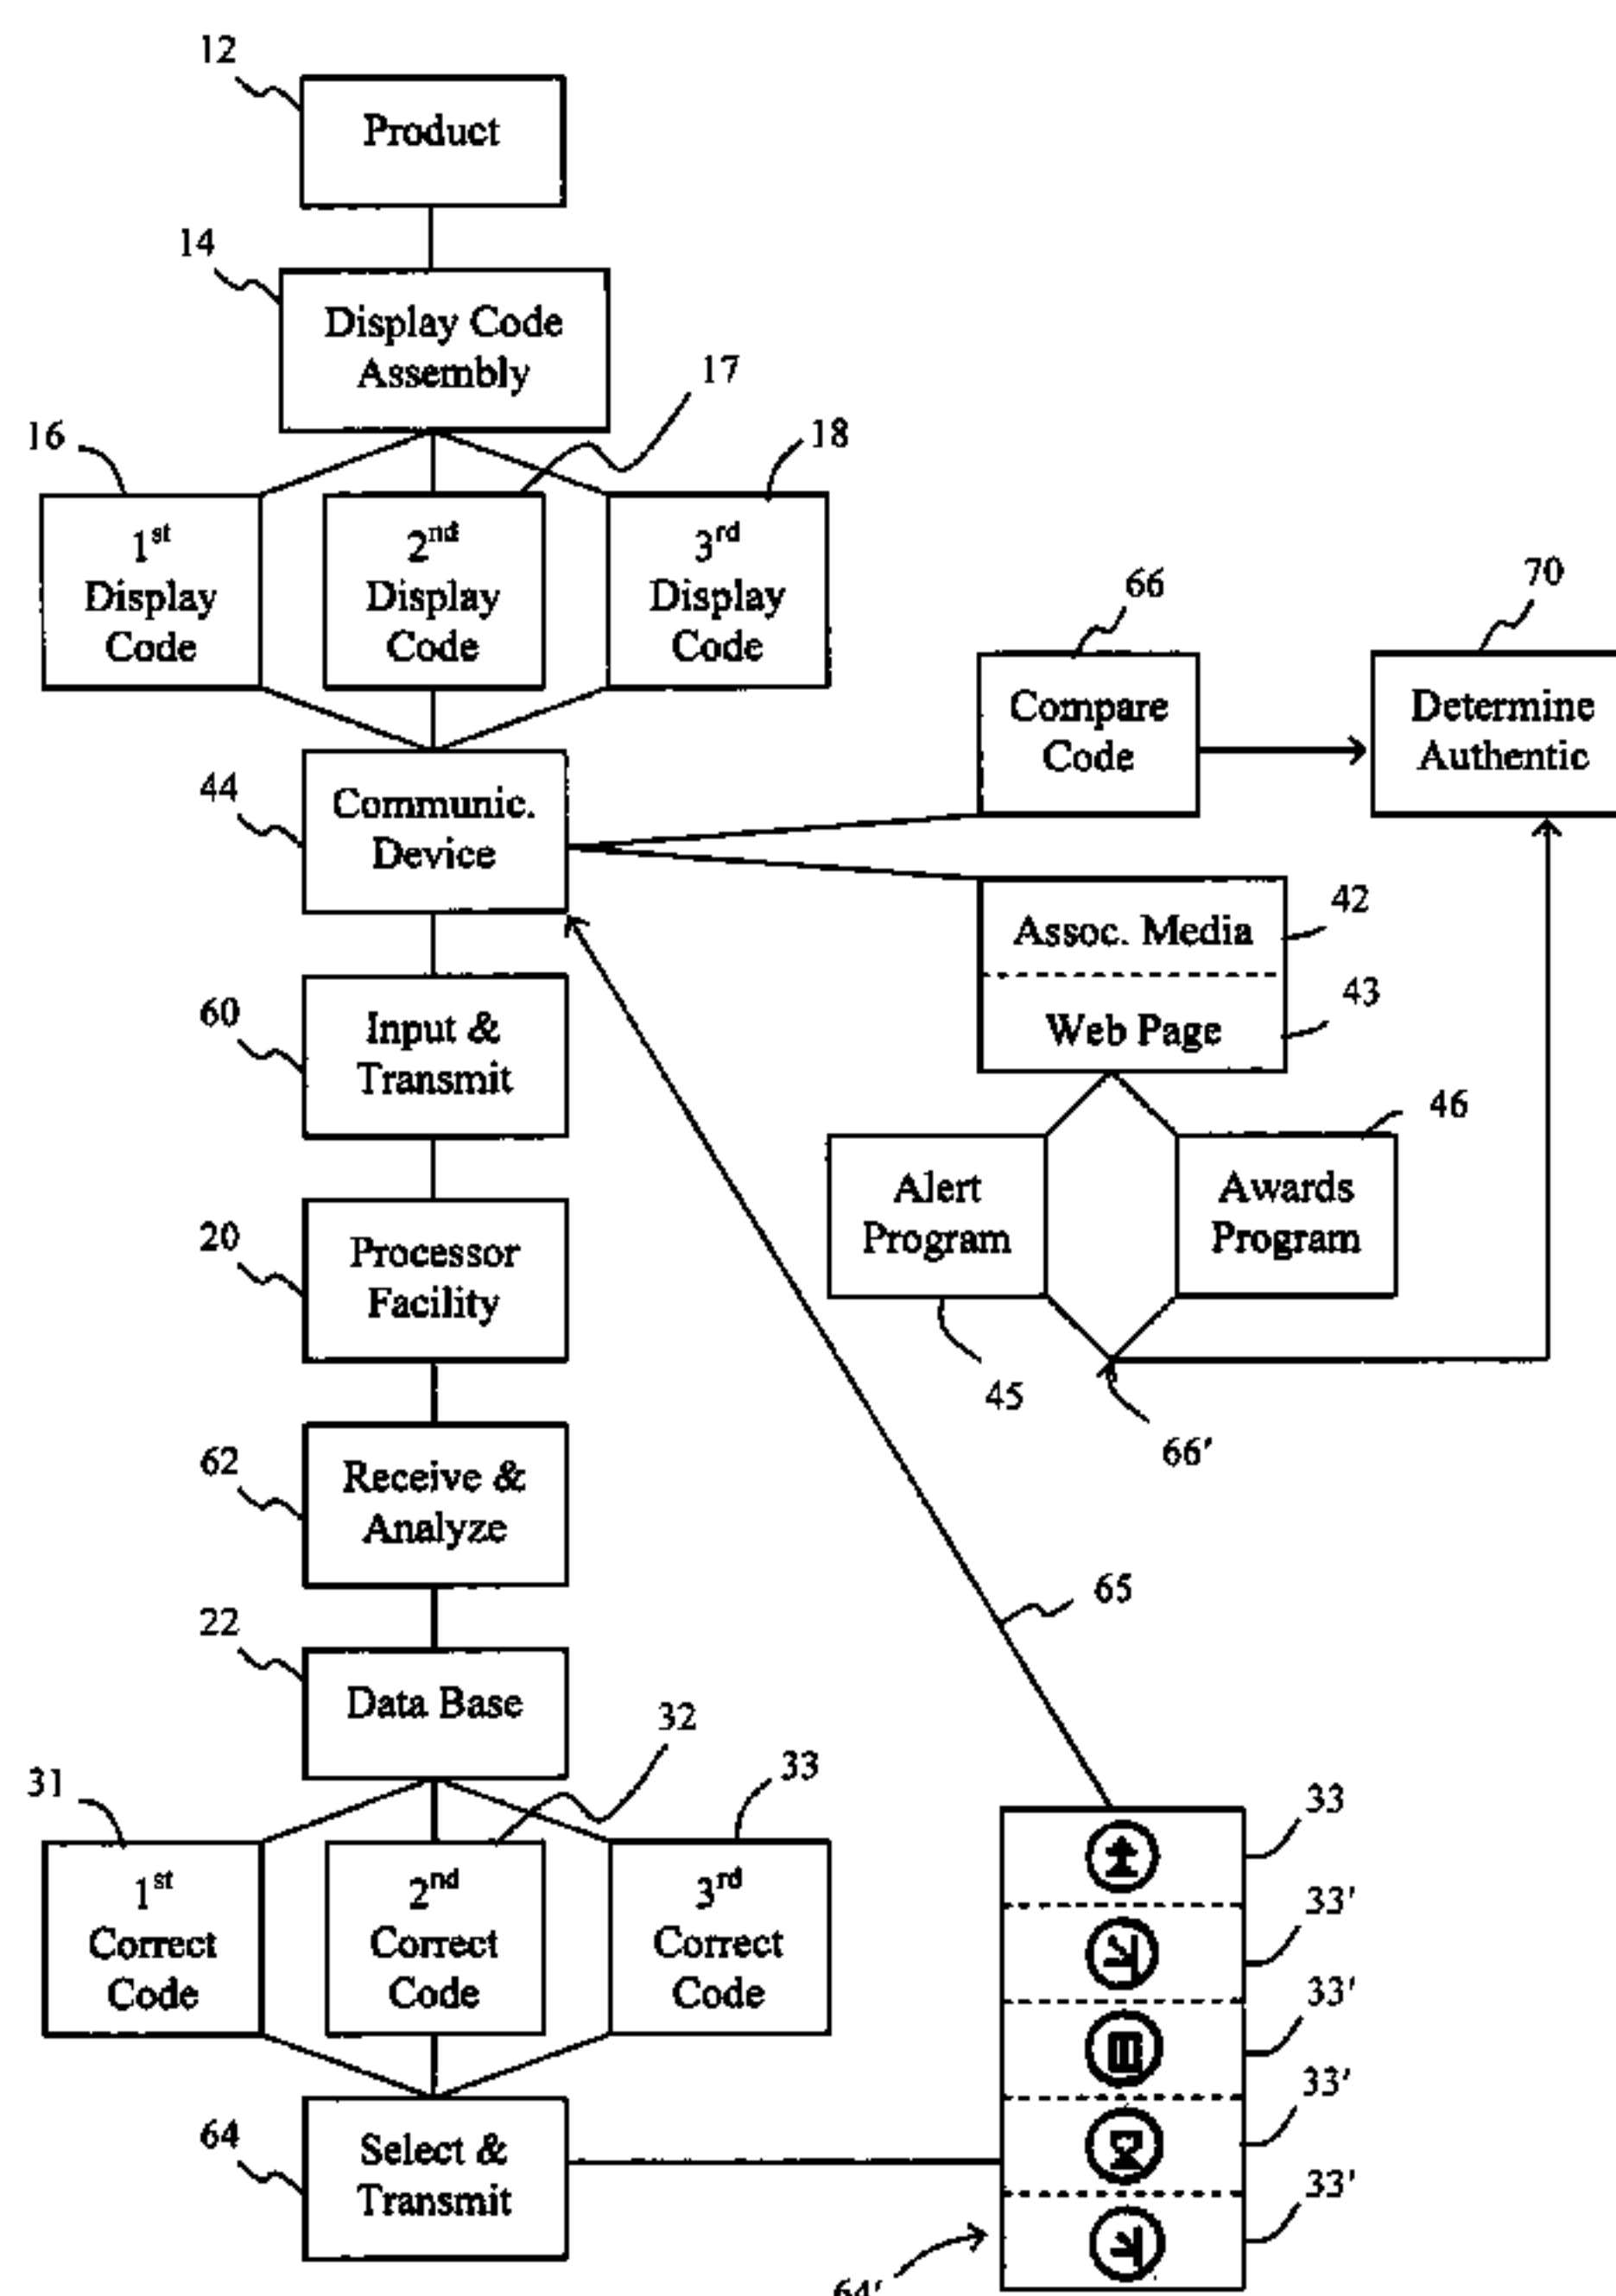 12
Product
14
Display Code
Assembly
17
16
18
1st
Display
Code
2nd
Display
Code
3rd
Display
Code
66
70
Compare
Code
Determine
Authentic
44
Communic.
Device
42
Assoc. Media
43
Web Page
60
Input &
Transmit
46
Alert
Program
Awards
Program
45
66'
20
Processor
Facility
62
Receive &
Analyze
65
22
Data Base
32
31
33
1st
Correct
Code
2nd
Correct
Code
3rd
Correct
Code
33
33'
33'
33'
33'
64
Select &
Transmit
64'